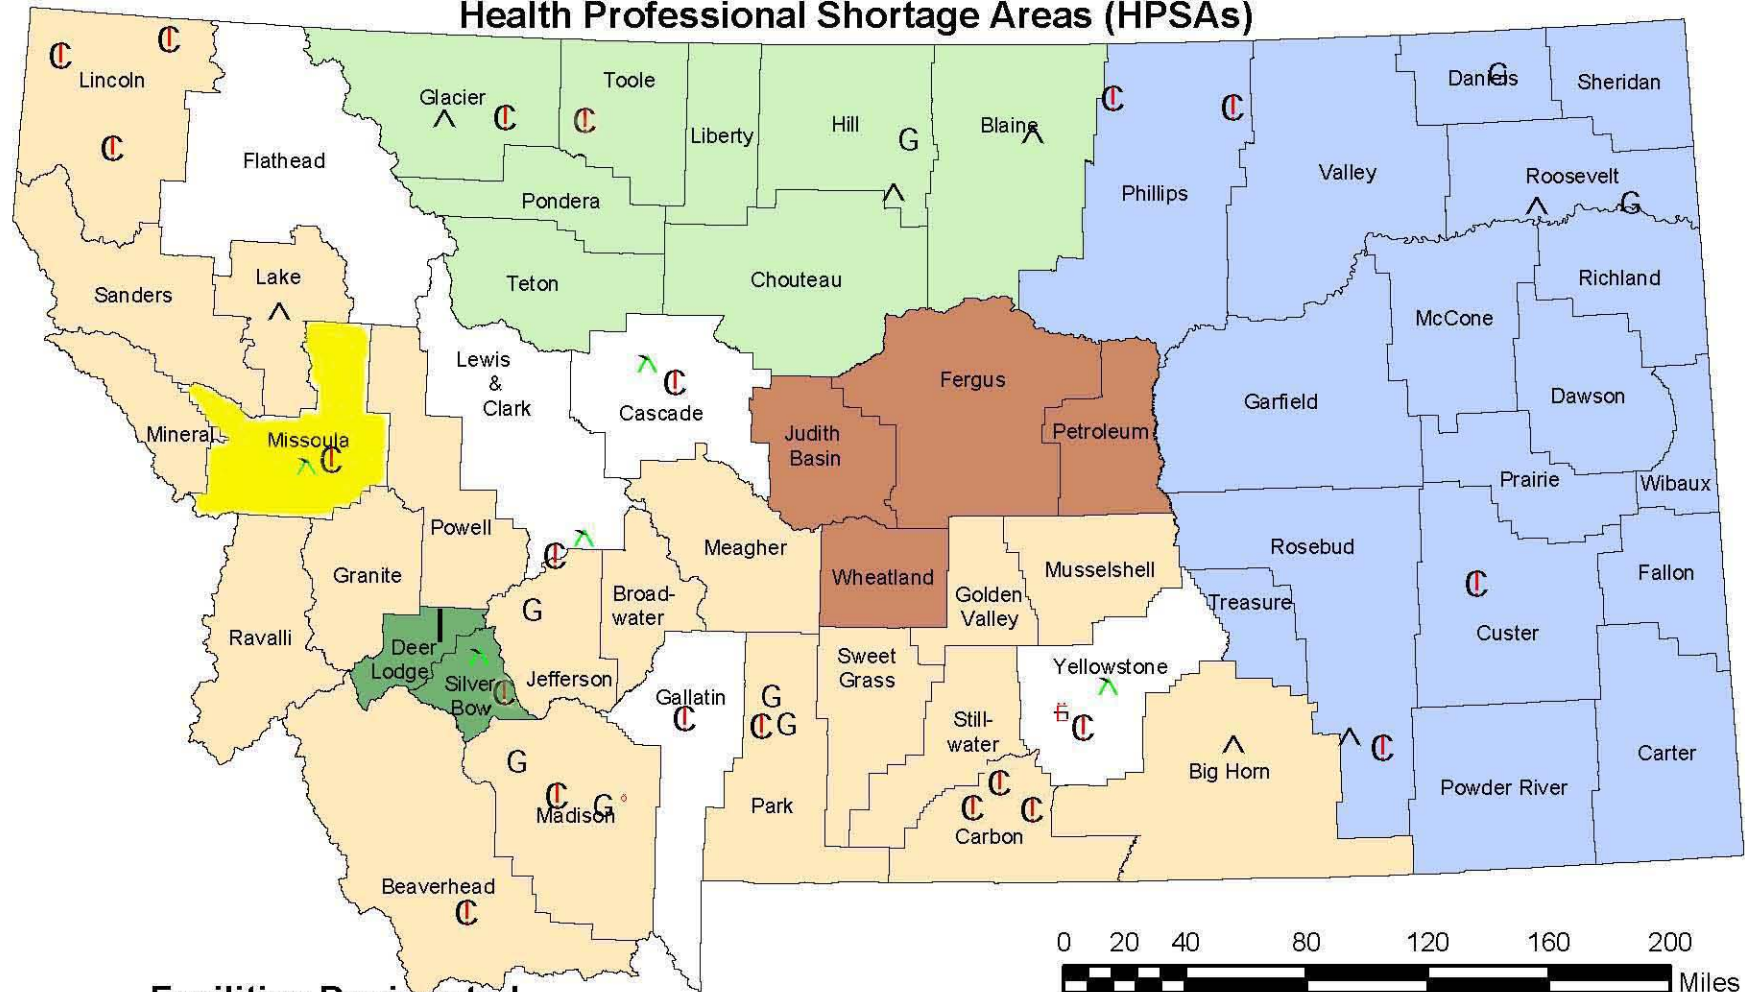 Health Professional Shortage Areas (HPSAs)
Lincoln
Flathead
Glacier
Toole
Liberty
Hill
G
Blaine
Phillips
Valley
Daniels
G
Sheridan
Roosevelt
G
Pondera
Teton
Chouteau
Sanders
Lake
McCone
Richland
Lewis
&
Clark
Cascade
Fergus
Judith
Basin
Petroleum
Garfield
Dawson
Mineral
Missoula
Prairie
Wibaux
Powell
Meagher
Wheatland
Golden
Valley
Musselshell
Rosebud
Treasure
Custer
Fallon
Granite
Broad-
water
G
Ravalli
Deer
Lodge
Silver
Bow
Jefferson
Gallatin
G
G
Sweet
Grass
Still-
water
Yellowstone
Big Horn
Powder River
Carter
G
Madison
G
Park
Carbon
Beaverhead
0 20 40 80 120 160 200
Miles